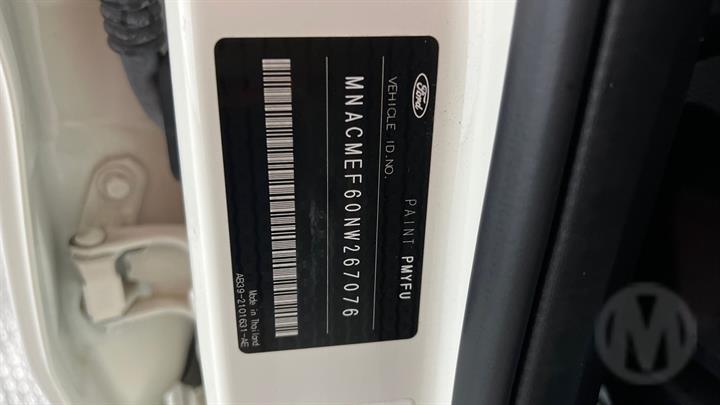 Ford
VEHICLE ID.NO. PAINT PMYFU
MNACMEF60NW267076
Made in Thailand
AB39-2101631-AE
M